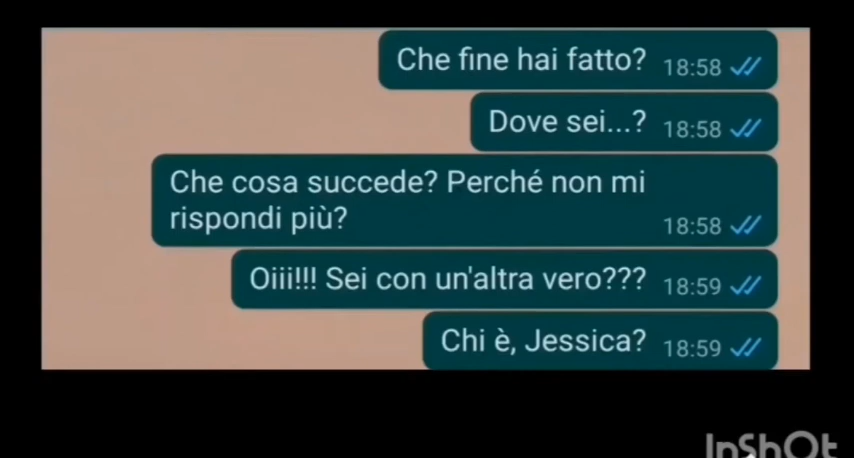 Che fine hai fatto? 18:58
Dove sei...? 18:58
Che cosa succede? Perché non mi
rispondi più? 18:58
Oiii!!! Sei con un'altra vero??? 18:59
Chi è, Jessica? 18:59
InShOt